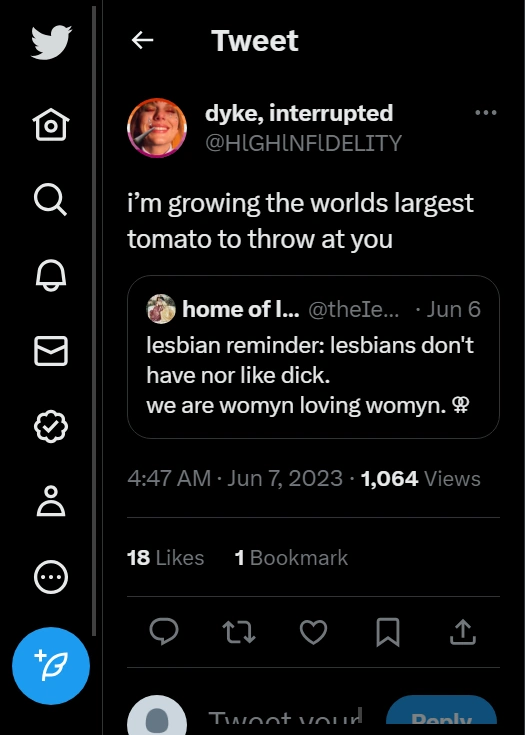 Tweet
dyke, interrupted
@HlGHlNFlDELITY
i'm growing the worlds largest
tomato to throw at you
home of l... @theIe... · Jun 6
lesbian reminder: lesbians don't
have nor like dick.
we are womyn loving womyn. ⚢
4:47 AM · Jun 7, 2023 · 1,064 Views
18 Likes 1 Bookmark
Tweet your
Reply